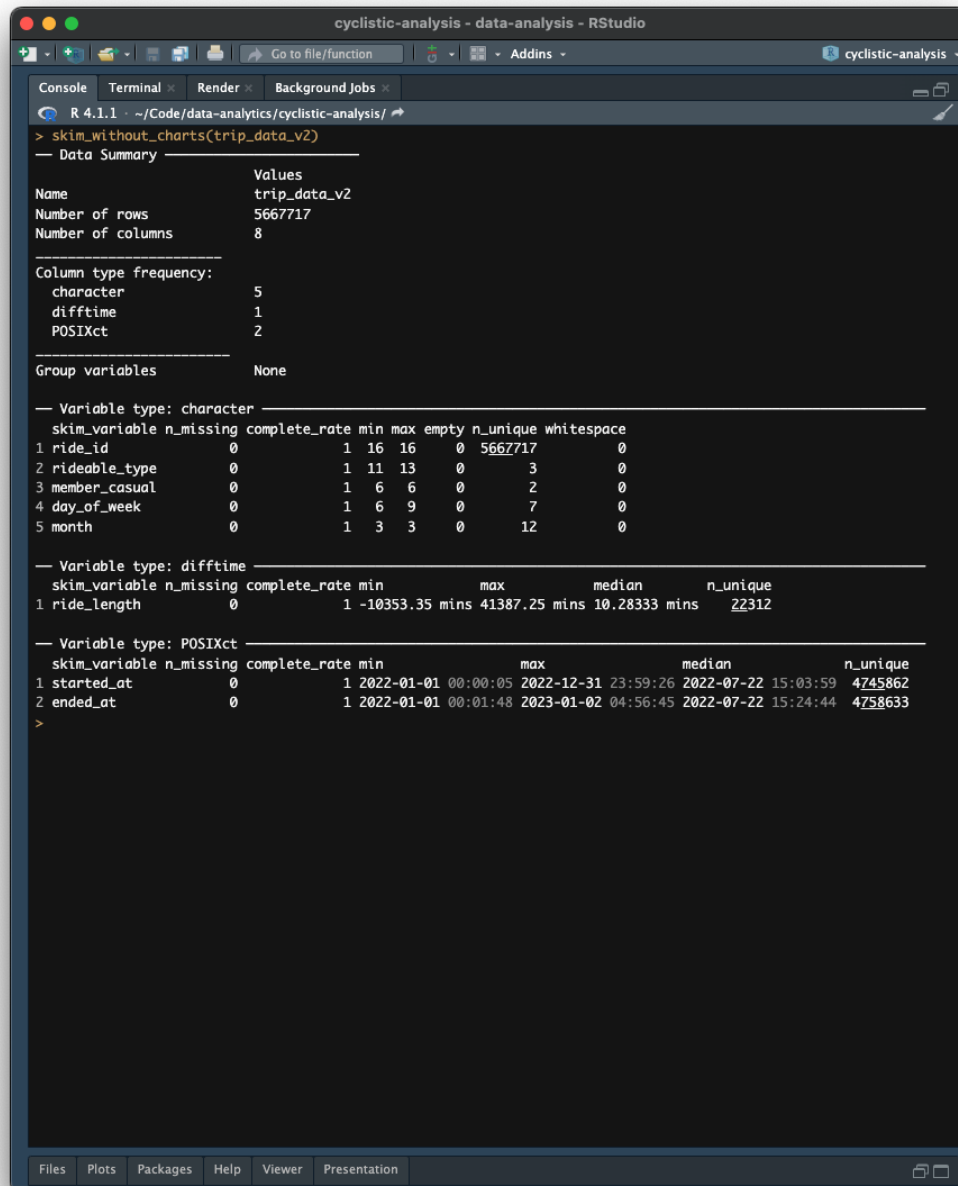 cyclistic-analysis - data-analysis - RStudio
Go to file/function Addins cyclistic-analysis
Console Terminal Render Background Jobs
R 4.1.1 · ~/Code/data-analytics/cyclistic-analysis/
> skim_without_charts(trip_data_v2)
── Data Summary ────────────────────────
                           Values
Name                       trip_data_v2
Number of rows             5667717
Number of columns          8
_______________________
Column type frequency:
  character                5
  difftime                 1
  POSIXct                  2
________________________
Group variables            None
── Variable type: character ────────────────────────
  skim_variable n_missing complete_rate min max empty n_unique whitespace
1 ride_id               0             1  16  16     0  5667717          0
2 rideable_type         0             1  11  13     0        3          0
3 member_casual         0             1   6   6     0        2          0
4 day_of_week           0             1   6   9     0        7          0
5 month                 0             1   3   3     0       12          0
── Variable type: difftime ────────────────────────
  skim_variable n_missing complete_rate min            max           median        n_unique
1 ride_length           0             1 -10353.35 mins 41387.25 mins 10.28333 mins    22312
── Variable type: POSIXct ────────────────────────
  skim_variable n_missing complete_rate min                 max                 median              n_unique
1 started_at            0             1 2022-01-01 00:00:05 2022-12-31 23:59:26 2022-07-22 15:03:59  4745862
2 ended_at              0             1 2022-01-01 00:01:48 2023-01-02 04:56:45 2022-07-22 15:24:44  4758633
>
Files Plots Packages Help Viewer Presentation